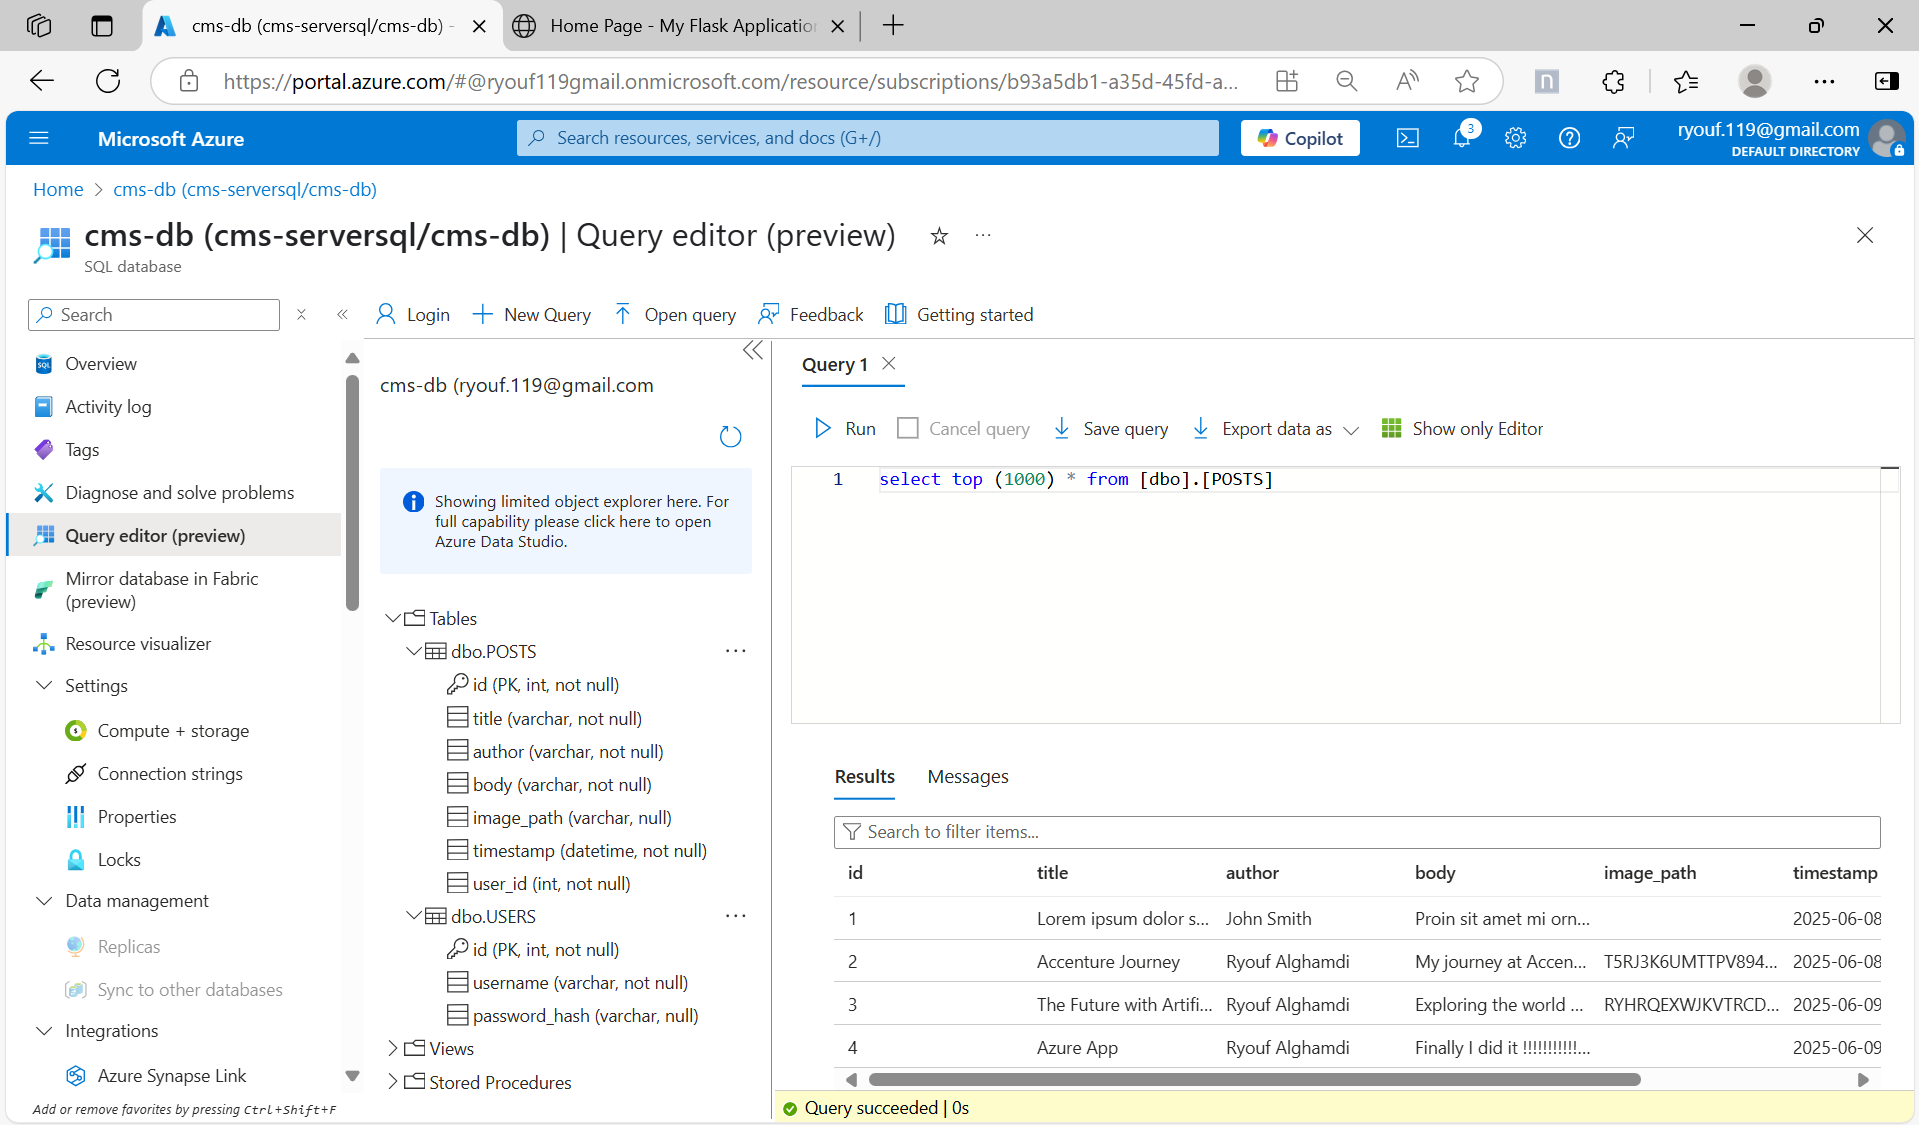 cms-db (cms-serversql/cms-db) -
Home Page - My Flask Application
https://portal.azure.com/#@ryouf119gmail.onmicrosoft.com/resource/subscriptions/b93a5db1-a35d-45fd-a...
n
Microsoft Azure
Search resources, services, and docs (G+/)
Copilot
3
ryouf.119@gmail.com
DEFAULT DIRECTORY
Home > cms-db (cms-serversql/cms-db)
cms-db (cms-serversql/cms-db) | Query editor (preview)
SQL database
Search
Login
New Query
Open query
Feedback
Getting started
SQL
Overview
Activity log
Tags
Diagnose and solve problems
Query editor (preview)
Mirror database in Fabric
(preview)
Resource visualizer
Settings
Compute + storage
Connection strings
Properties
Locks
Data management
Replicas
Sync to other databases
Integrations
Azure Synapse Link
Add or remove favorites by pressing Ctrl+Shift+F
cms-db (ryouf.119@gmail.com
Showing limited object explorer here. For
full capability please click here to open
Azure Data Studio.
Tables
dbo.POSTS
id (PK, int, not null)
title (varchar, not null)
author (varchar, not null)
body (varchar, not null)
image_path (varchar, null)
timestamp (datetime, not null)
user_id (int, not null)
dbo.USERS
id (PK, int, not null)
username (varchar, not null)
password_hash (varchar, null)
Views
Stored Procedures
Query 1
Run
Cancel query
Save query
Export data as
Show only Editor
1 select top (1000) * from [dbo].[POSTS]
Results
Messages
Search to filter items...
id title author body image_path timestamp
1 Lorem ipsum dolor s... John Smith Proin sit amet mi orn... 2025-06-08
2 Accenture Journey Ryouf Alghamdi My journey at Accen... T5RJ3K6UMTTPV894... 2025-06-08
3 The Future with Artifi... Ryouf Alghamdi Exploring the world ... RYHRQEXWJKVTRCD... 2025-06-09
4 Azure App Ryouf Alghamdi Finally I did it !!!!!!!!!!!... 2025-06-09
Query succeeded | 0s